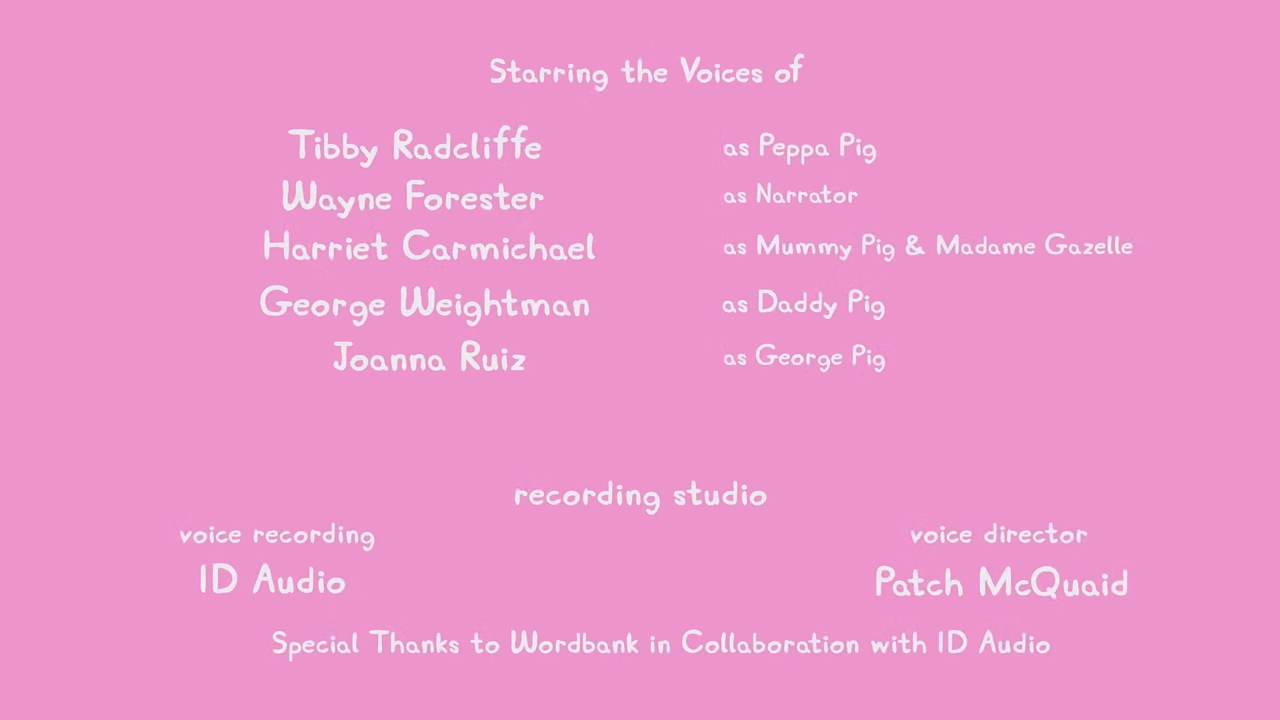 Starring the Voices of
Tibby Radcliffe as Peppa Pig
Wayne Forester as Narrator
Harriet Carmichael as Mummy Pig & Madame Gazelle
George Weightman as Daddy Pig
Joanna Ruiz as George Pig
recording studio
voice recording voice director
ID Audio Patch McQuaid
Special Thanks to Wordbank in Collaboration with ID Audio